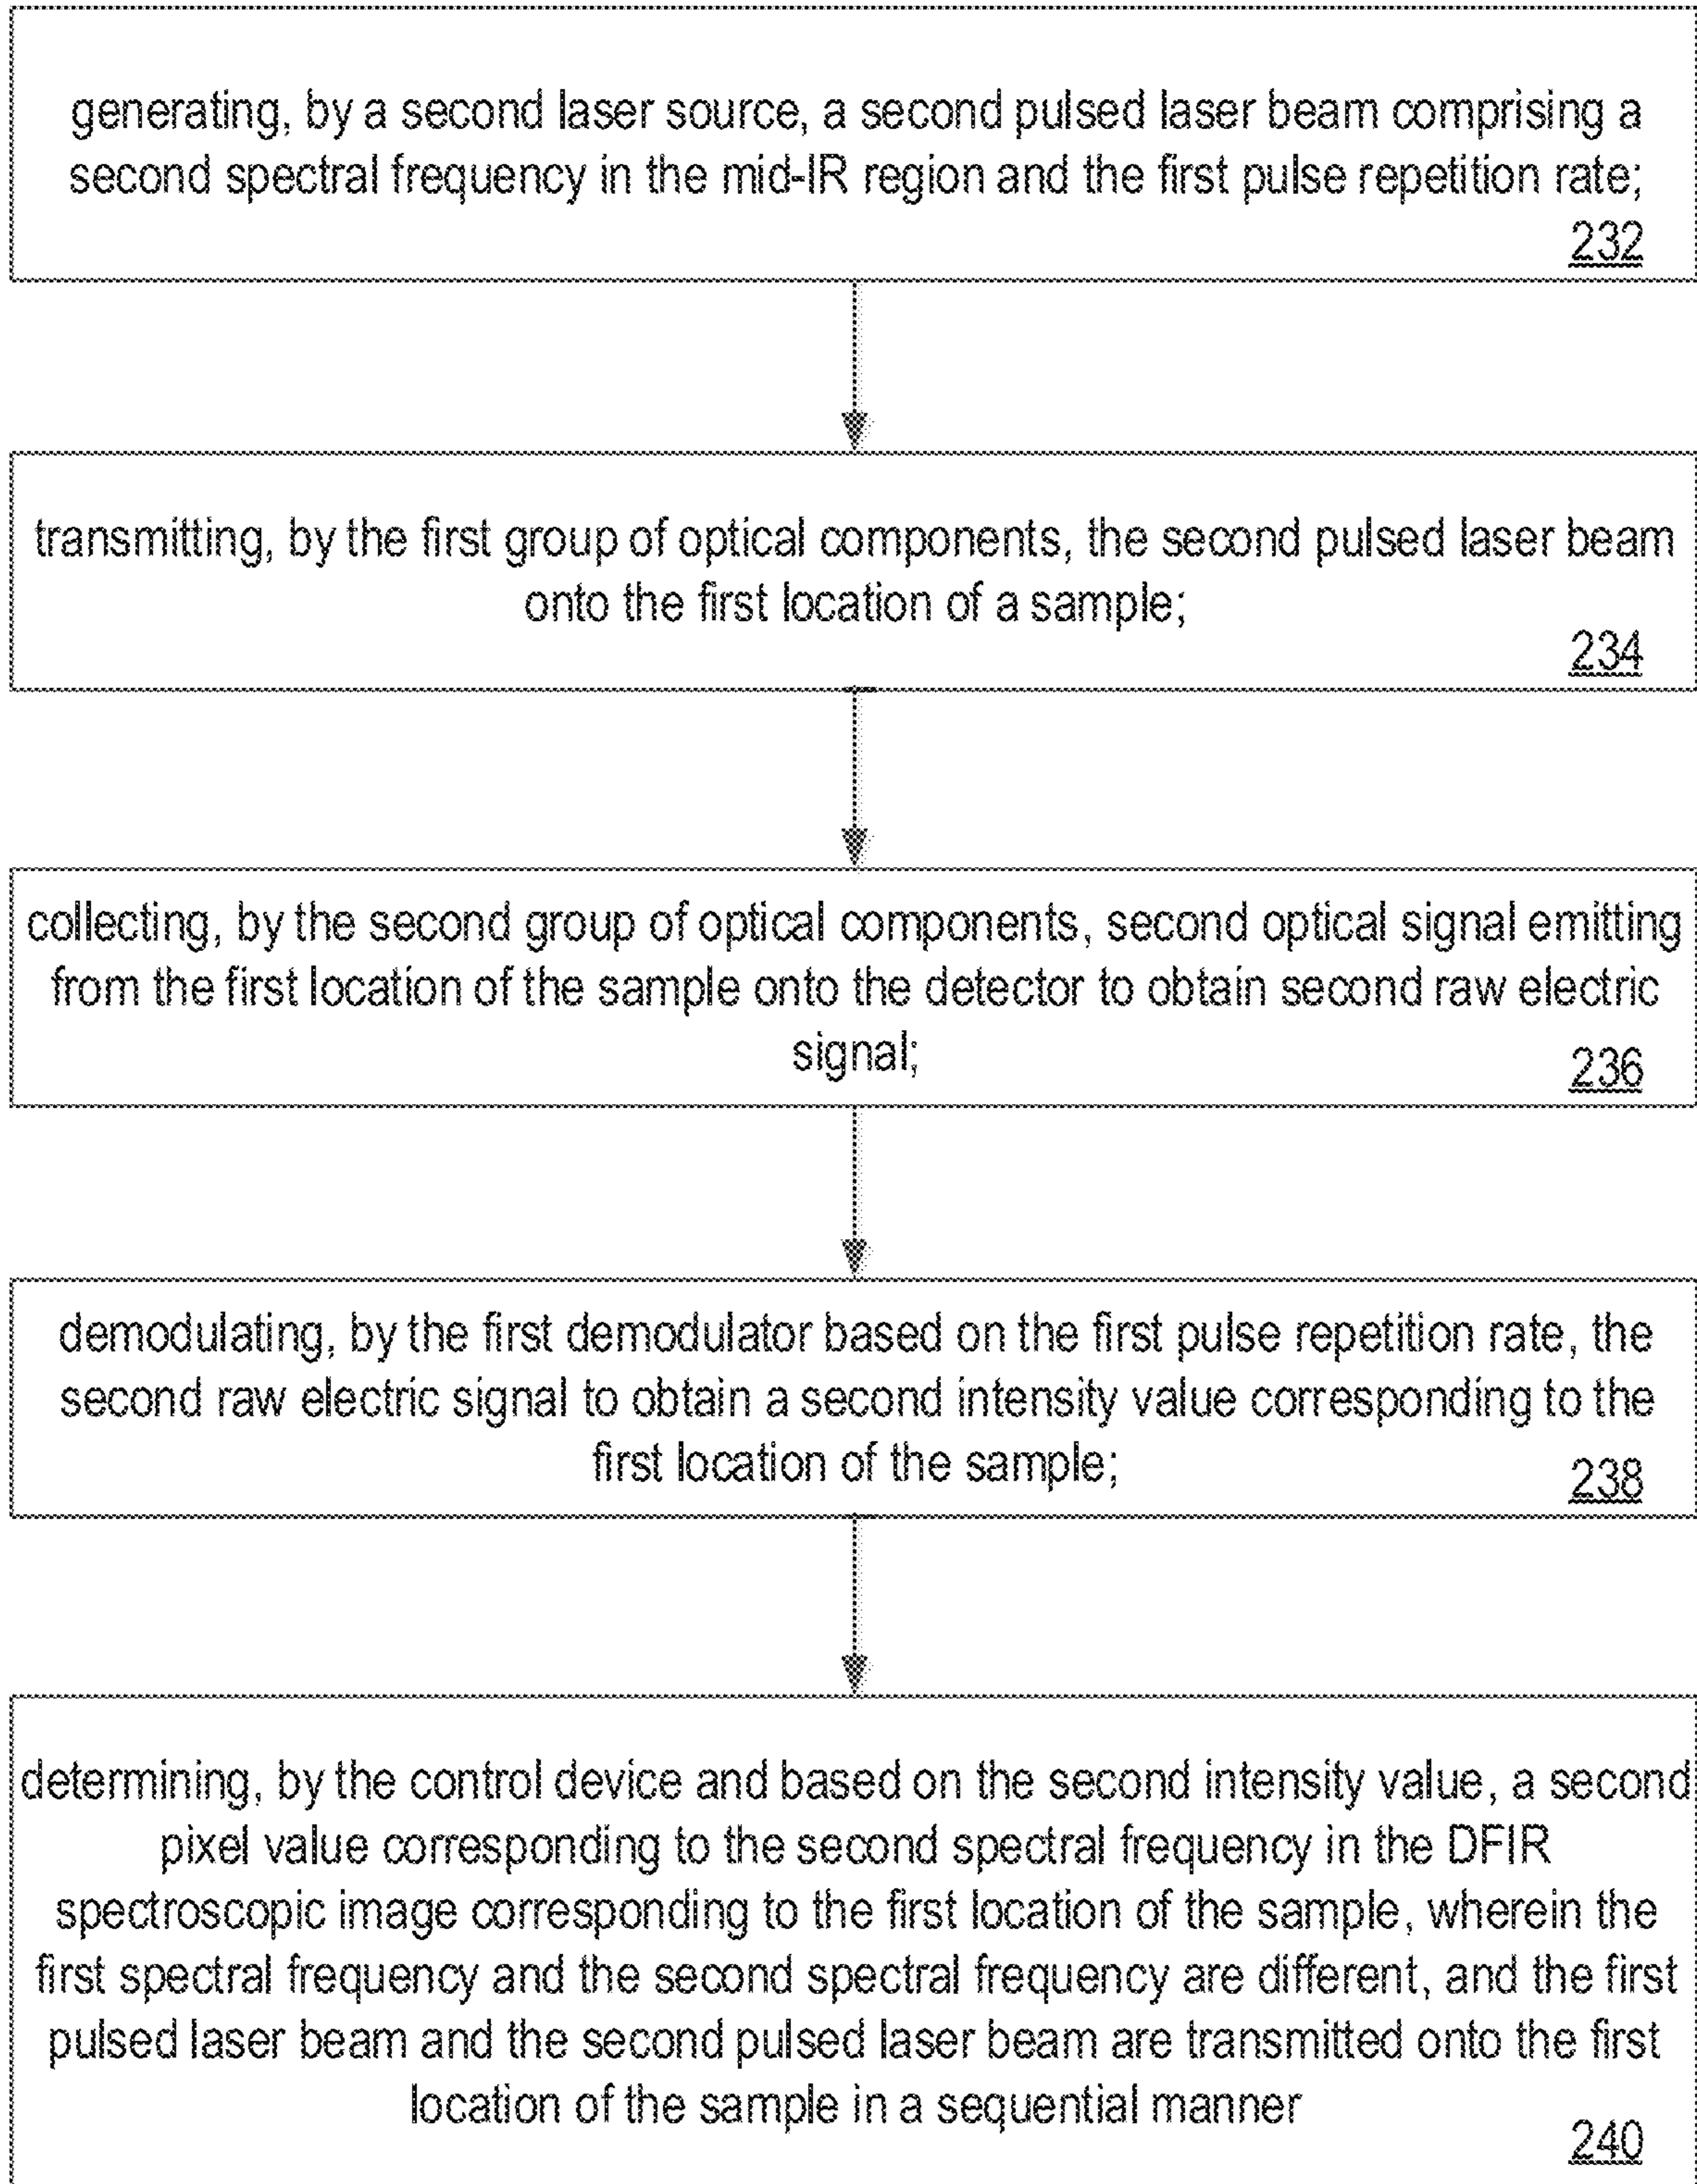 generating, by a second laser source, a second pulsed laser beam comprising a
second spectral frequency in the mid-IR region and the first pulse repetition rate;
232
transmitting, by the first group of optical components, the second pulsed laser beam
onto the first location of a sample;
234
collecting, by the second group of optical components, second optical signal emitting
from the first location of the sample onto the detector to obtain second raw electric
signal;
236
demodulating, by the first demodulator based on the first pulse repetition rate, the
second raw electric signal to obtain a second intensity value corresponding to the
first location of the sample;
238
determining, by the control device and based on the second intensity value, a second
pixel value corresponding to the second spectral frequency in the DFIR
spectroscopic image corresponding to the first location of the sample, wherein the
first spectral frequency and the second spectral frequency are different, and the first
pulsed laser beam and the second pulsed laser beam are transmitted onto the first
location of the sample in a sequential manner
240